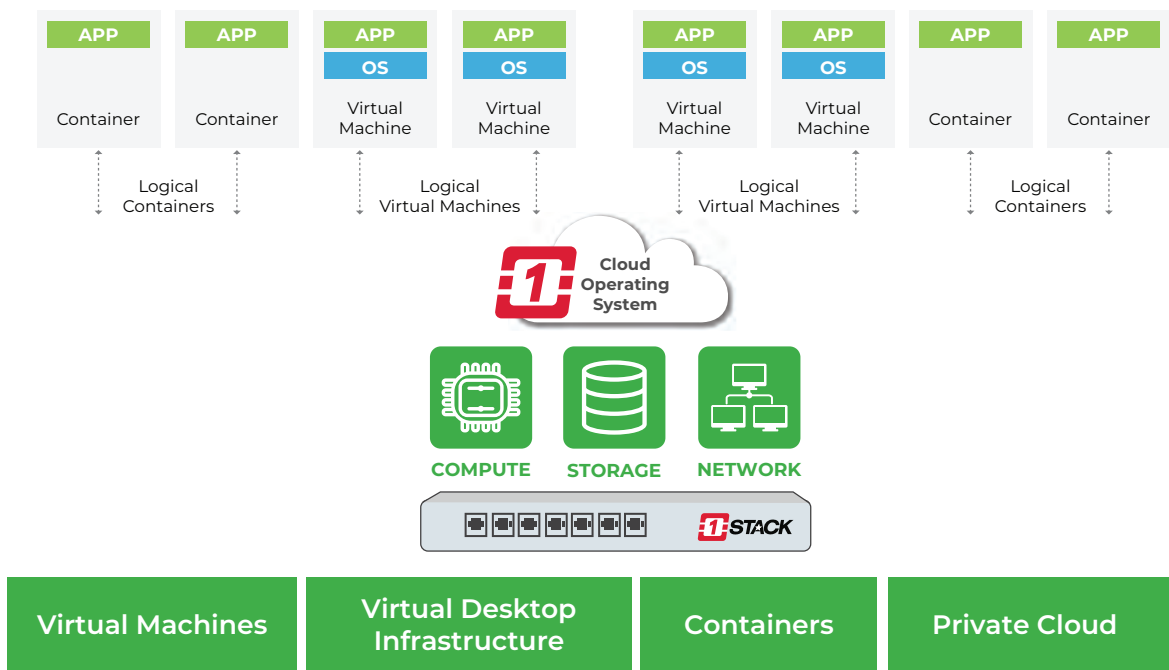 APP APP APP APP APP APP APP APP
OS OS OS OS
Container Container Virtual Machine Virtual Machine Virtual Machine Virtual Machine Container Container
Logical Containers
Logical Virtual Machines
Logical Virtual Machines
Logical Containers
1
Cloud
Operating
System
COMPUTE STORAGE NETWORK
1 STACK
Virtual Machines
Virtual Desktop
Infrastructure
Containers
Private Cloud